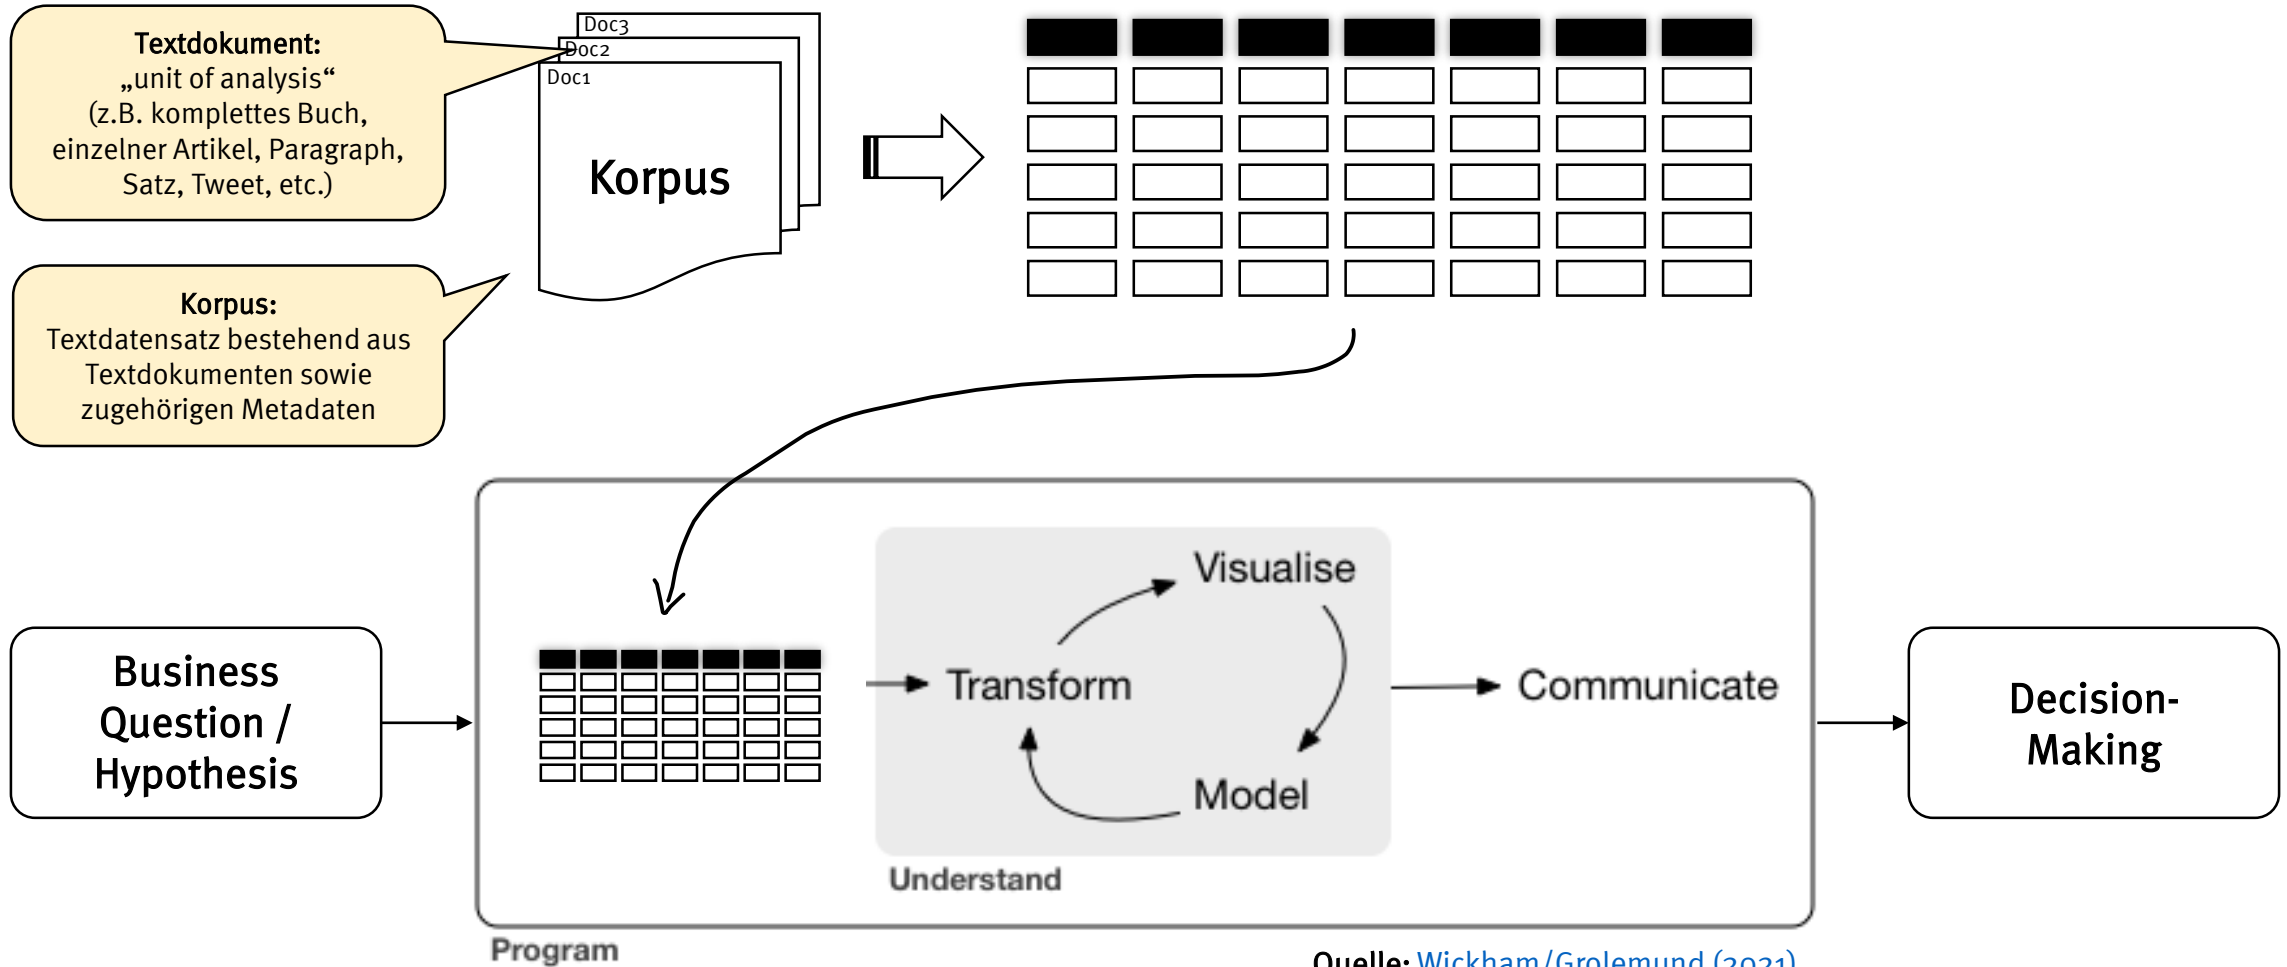 Textdokument:
„unit of analysis“
(z.B. komplettes Buch,
einzelner Artikel, Paragraph,
Satz, Tweet, etc.)
Doc3
Doc2
Doc1
Korpus
Korpus:
Textdatensatz bestehend aus
Textdokumenten sowie
zugehörigen Metadaten
Business
Question /
Hypothesis
Visualise
Transform
Model
Understand
Communicate
Program
Decision-
Making
Quelle: Wickham/Grolemund (2021)